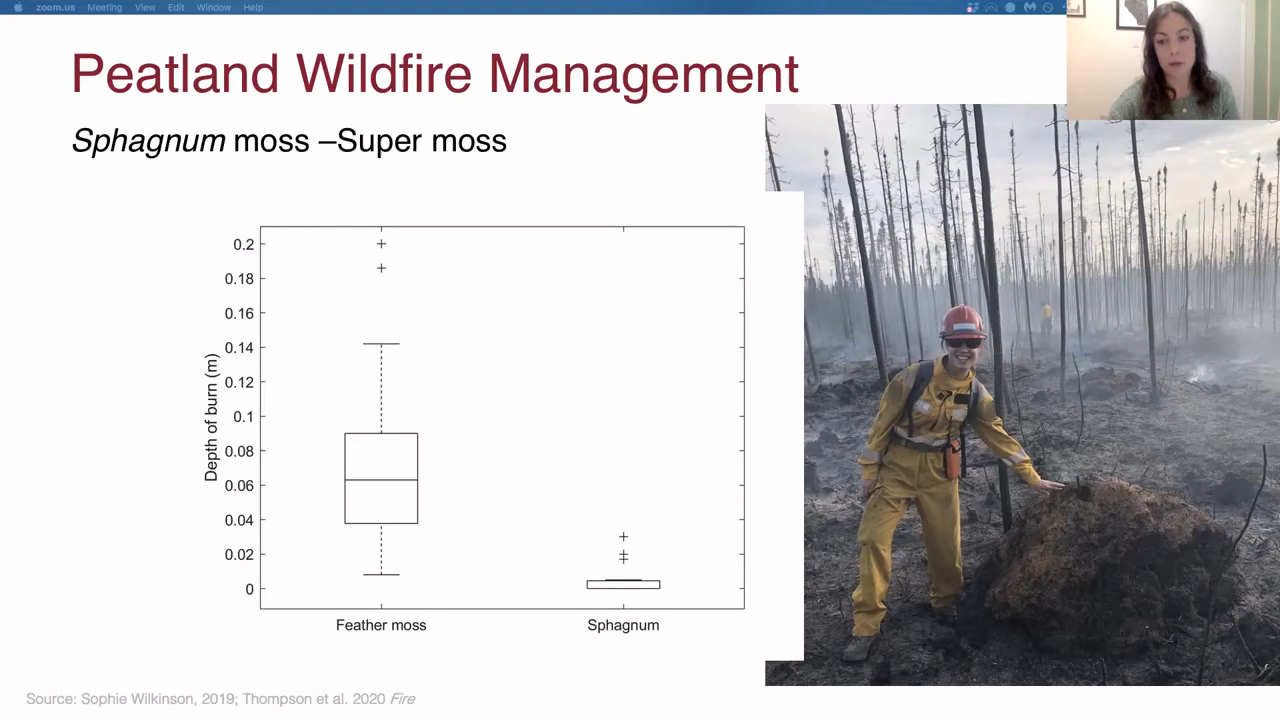 zoom.us Meeting View Edit Window Help
Peatland Wildfire Management
Sphagnum moss –Super moss
0.2
0.18
0.16
0.14
0.12
0.1
0.08
0.06
0.04
0.02
0
Depth of burn (m)
Feather moss Sphagnum
Source: Sophie Wilkinson, 2019; Thompson et al. 2020 Fire